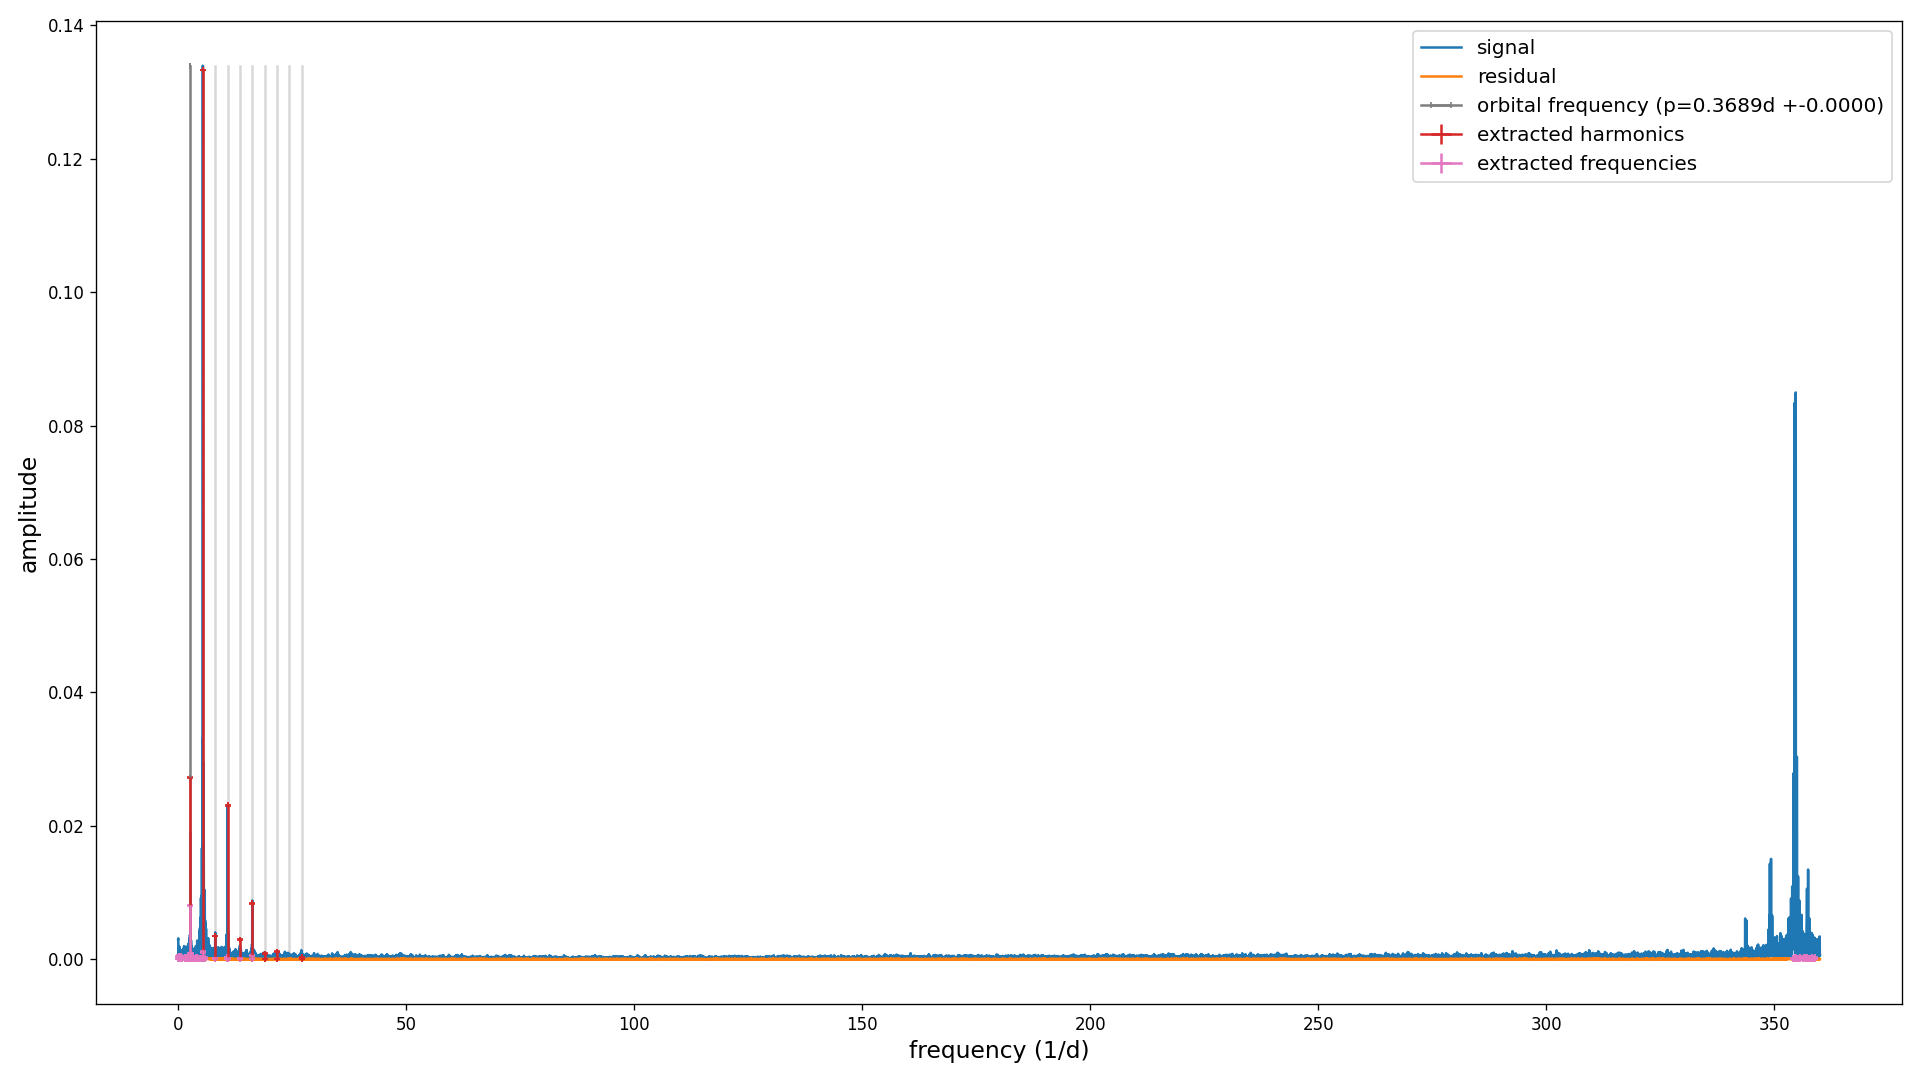 0.14
0.12
0.10
0.08
0.06
0.04
0.02
0.00
amplitude
signal
residual
orbital frequency (p=0.3689d +-0.0000)
extracted harmonics
extracted frequencies
0 50 100 150 200 250 300 350
frequency (1/d)